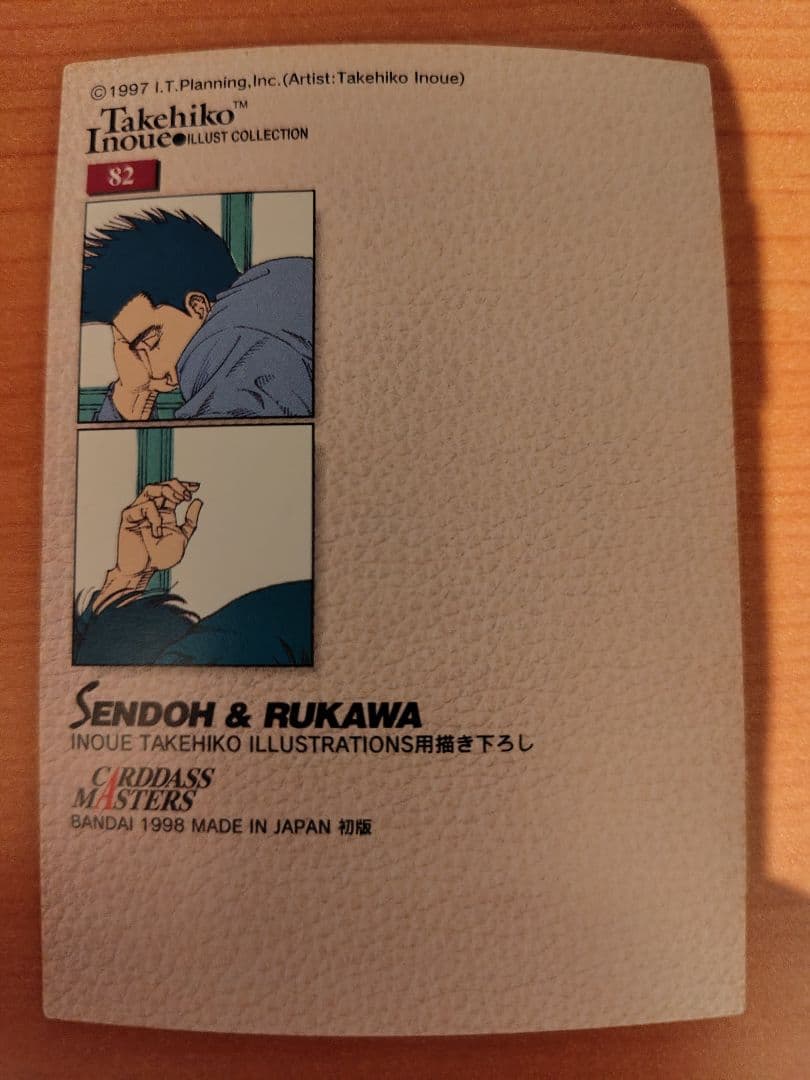 ©1997 I.T.Planning,Inc.(Artist:Takehiko Inoue)
Takehiko™
Inoue●ILLUST COLLECTION
82
SENDOH & RUKAWA
INOUE TAKEHIKO ILLUSTRATIONS用描き下ろし
CARDDASS
MASTERS
BANDAI 1998 MADE IN JAPAN 初版